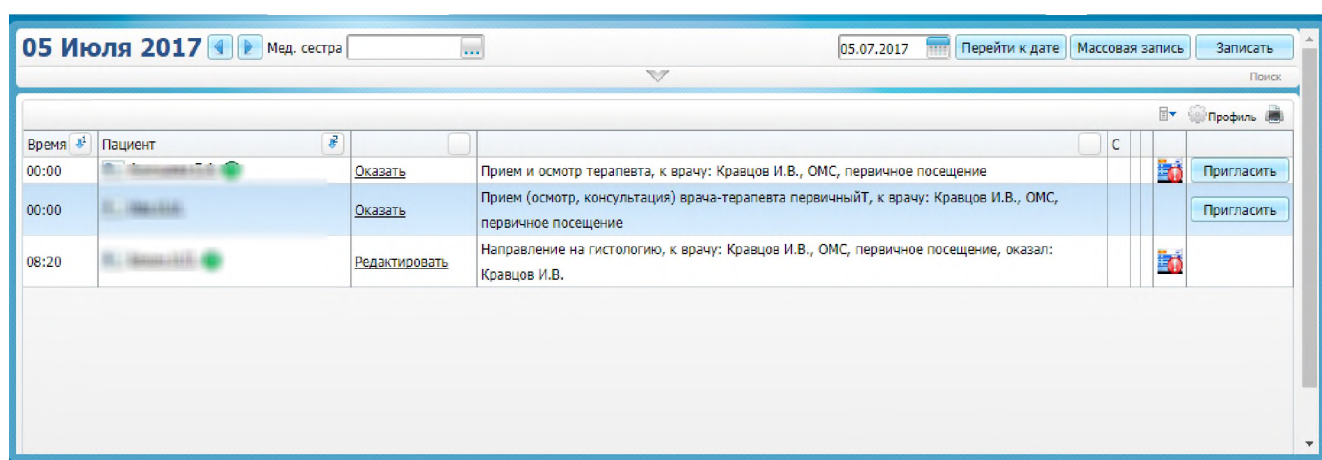 05 Июля 2017 Мед. сестра ... 05.07.2017 Перейти к дате Массовая запись Записать
Поиск
Профиль
Время 1 Пациент 2 С
00:00 Оказать Прием и осмотр терапевта, к врачу: Кравцов И.В., ОМС, первичное посещение Пригласить
00:00 Оказать Прием (осмотр, консультация) врача-терапевта первичныйТ, к врачу: Кравцов И.В., ОМС,
первичное посещение Пригласить
08:20 Редактировать Направление на гистологию, к врачу: Кравцов И.В., ОМС, первичное посещение, оказал:
Кравцов И.В.